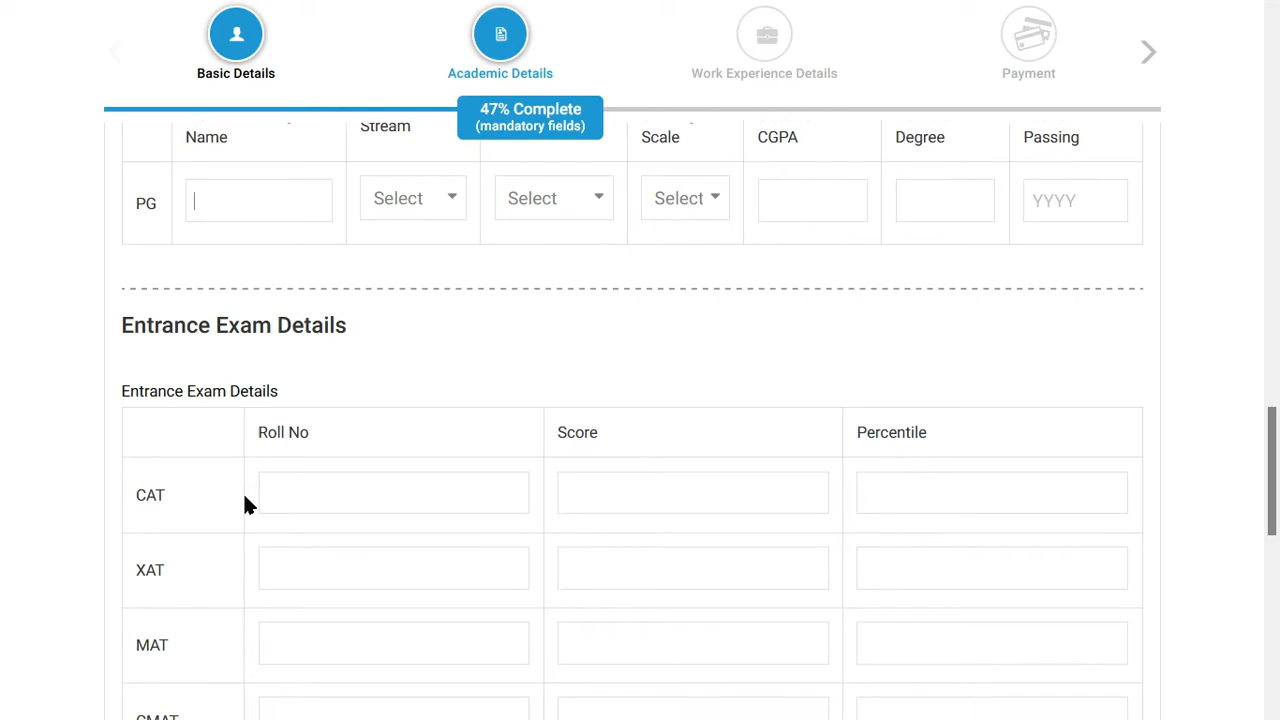 Basic Details
Academic Details
Work Experience Details
Payment
47% Complete
(mandatory fields)
Name
Stream
Scale
CGPA
Degree
Passing
PG
Select
Select
Select
YYYY
Entrance Exam Details
Entrance Exam Details
Roll No
Score
Percentile
CAT
XAT
MAT
CMAT